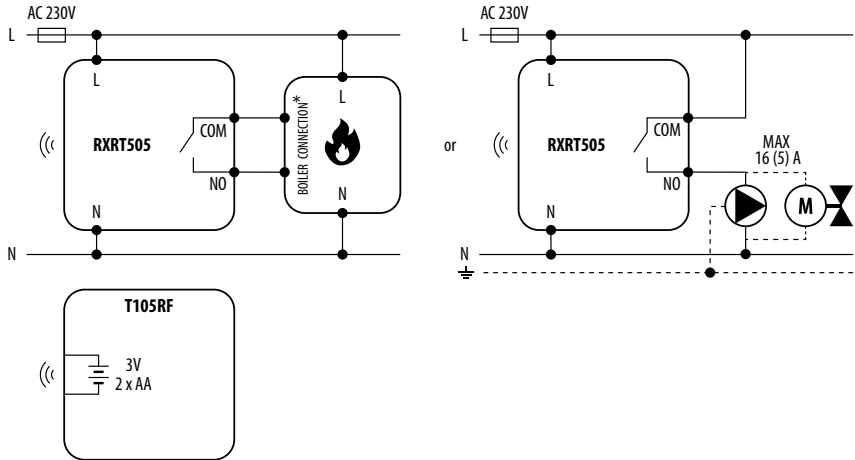 AC 230V
L
L
RXRT505
COM
NO
N
N
BOILER CONNECTION*
L
N
or
AC 230V
L
L
RXRT505
COM
NO
N
N
MAX
16 (5) A
M
T105RF
3V
2 x AA